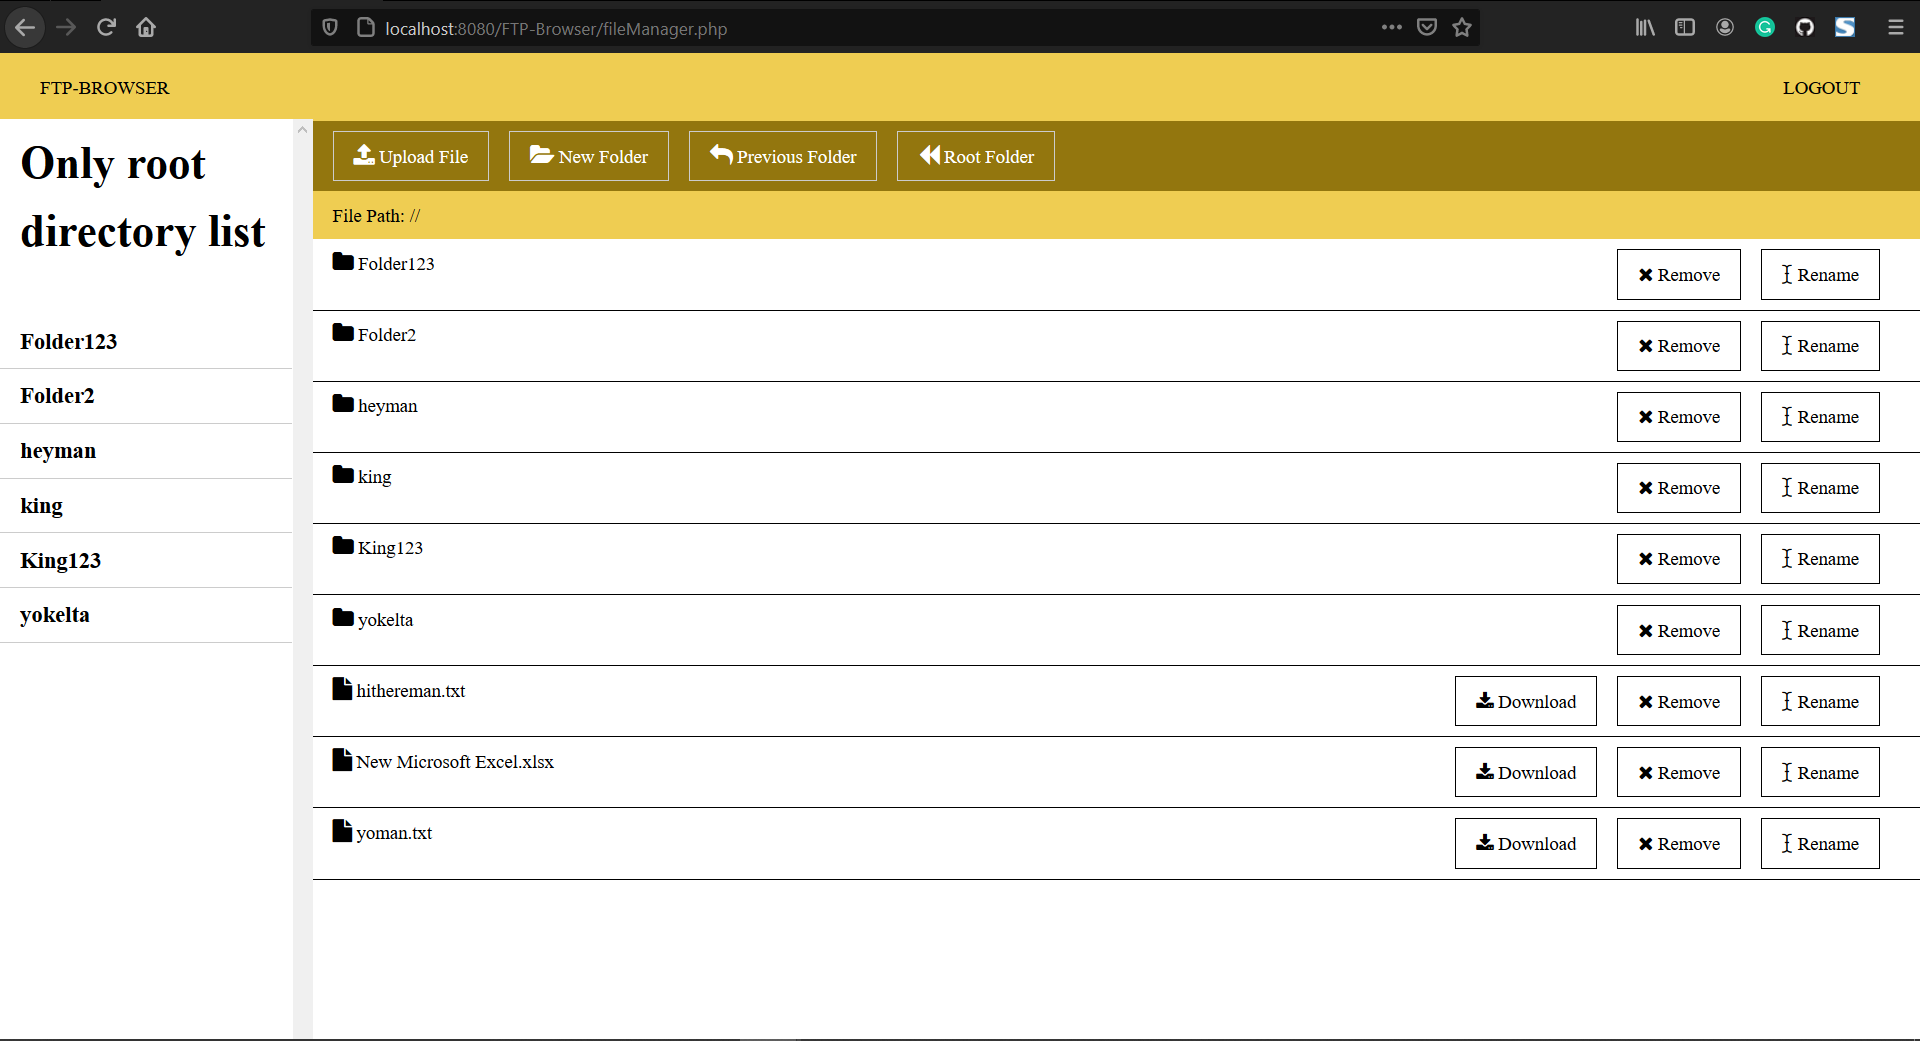 localhost:8080/FTP-Browser/fileManager.php
FTP-BROWSER
LOGOUT
Only root
directory list
Folder123
Folder2
heyman
king
King123
yokelta
Upload File
New Folder
Previous Folder
Root Folder
File Path: //
Folder123
Remove
Rename
Folder2
Remove
Rename
heyman
Remove
Rename
king
Remove
Rename
King123
Remove
Rename
yokelta
Remove
Rename
hithereman.txt
Download
Remove
Rename
New Microsoft Excel.xlsx
Download
Remove
Rename
yoman.txt
Download
Remove
Rename